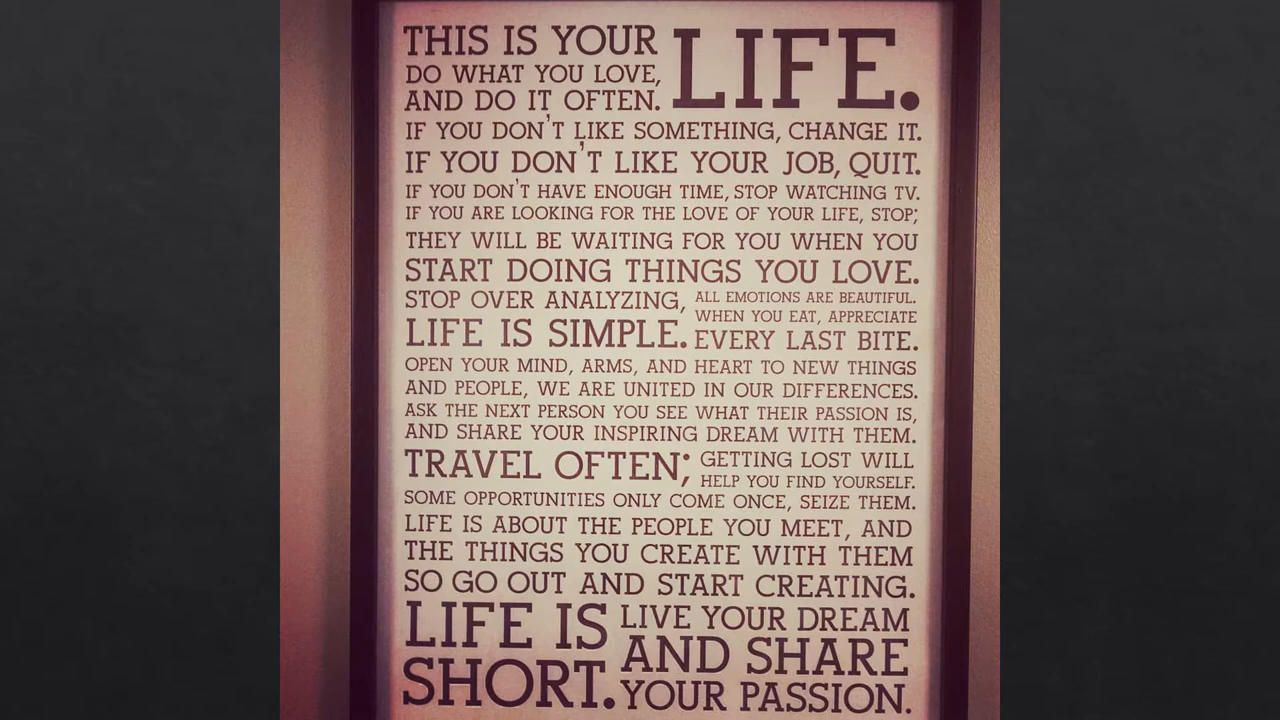 THIS IS YOUR LIFE.
DO WHAT YOU LOVE,
AND DO IT OFTEN.
IF YOU DON'T LIKE SOMETHING, CHANGE IT.
IF YOU DON'T LIKE YOUR JOB, QUIT.
IF YOU DON'T HAVE ENOUGH TIME, STOP WATCHING TV.
IF YOU ARE LOOKING FOR THE LOVE OF YOUR LIFE, STOP;
THEY WILL BE WAITING FOR YOU WHEN YOU
START DOING THINGS YOU LOVE.
STOP OVER ANALYZING,
LIFE IS SIMPLE.
ALL EMOTIONS ARE BEAUTIFUL.
WHEN YOU EAT, APPRECIATE
EVERY LAST BITE.
OPEN YOUR MIND, ARMS, AND HEART TO NEW THINGS
AND PEOPLE, WE ARE UNITED IN OUR DIFFERENCES.
ASK THE NEXT PERSON YOU SEE WHAT THEIR PASSION IS,
AND SHARE YOUR INSPIRING DREAM WITH THEM.
TRAVEL OFTEN;
GETTING LOST WILL
HELP YOU FIND YOURSELF.
SOME OPPORTUNITIES ONLY COME ONCE, SEIZE THEM.
LIFE IS ABOUT THE PEOPLE YOU MEET, AND
THE THINGS YOU CREATE WITH THEM
SO GO OUT AND START CREATING.
LIFE IS
SHORT.
LIVE YOUR DREAM
AND SHARE
YOUR PASSION.